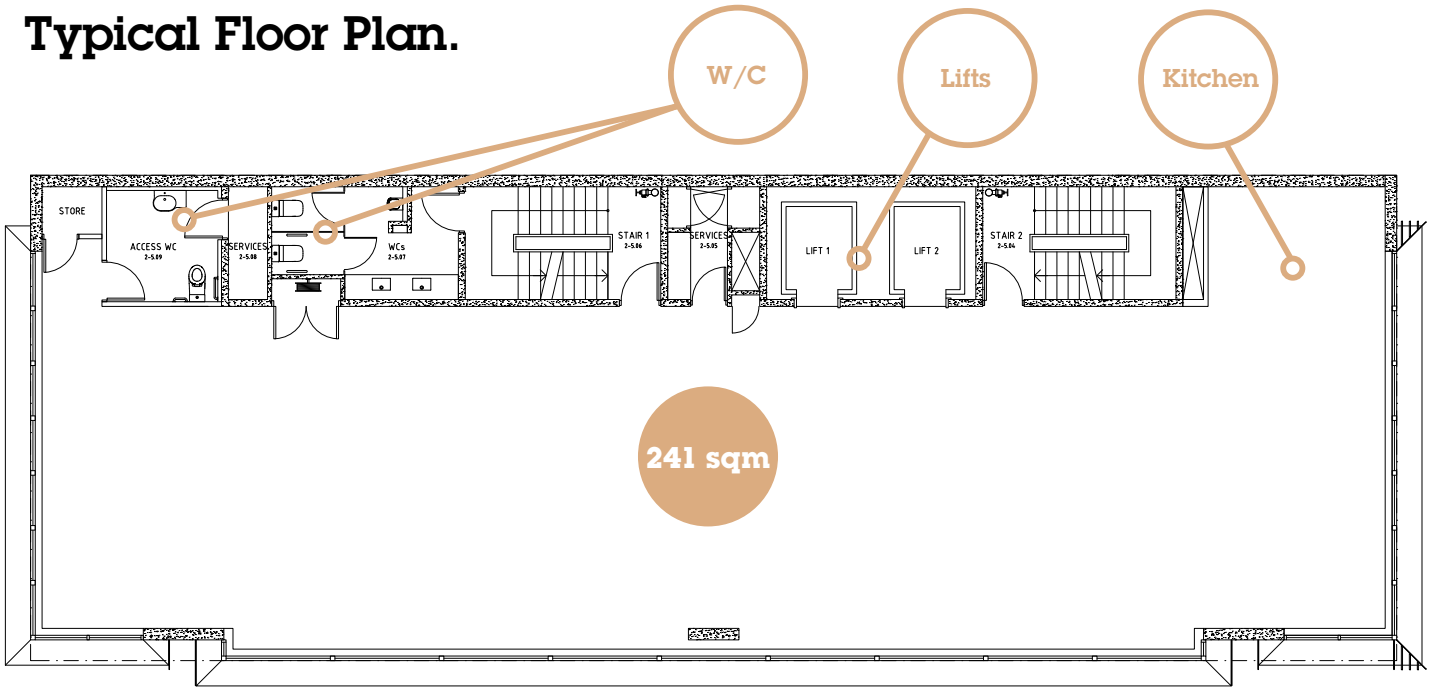 Typical Floor Plan.
W/C
Lifts
Kitchen
STORE
ACCESS WC
2-5.09
SERVICES
2-5.08
WCs
2-5.07
STAIR 1
2-5.06
SERVICES
2-5.05
LIFT 1
LIFT 2
STAIR 2
2-5.04
241 sqm